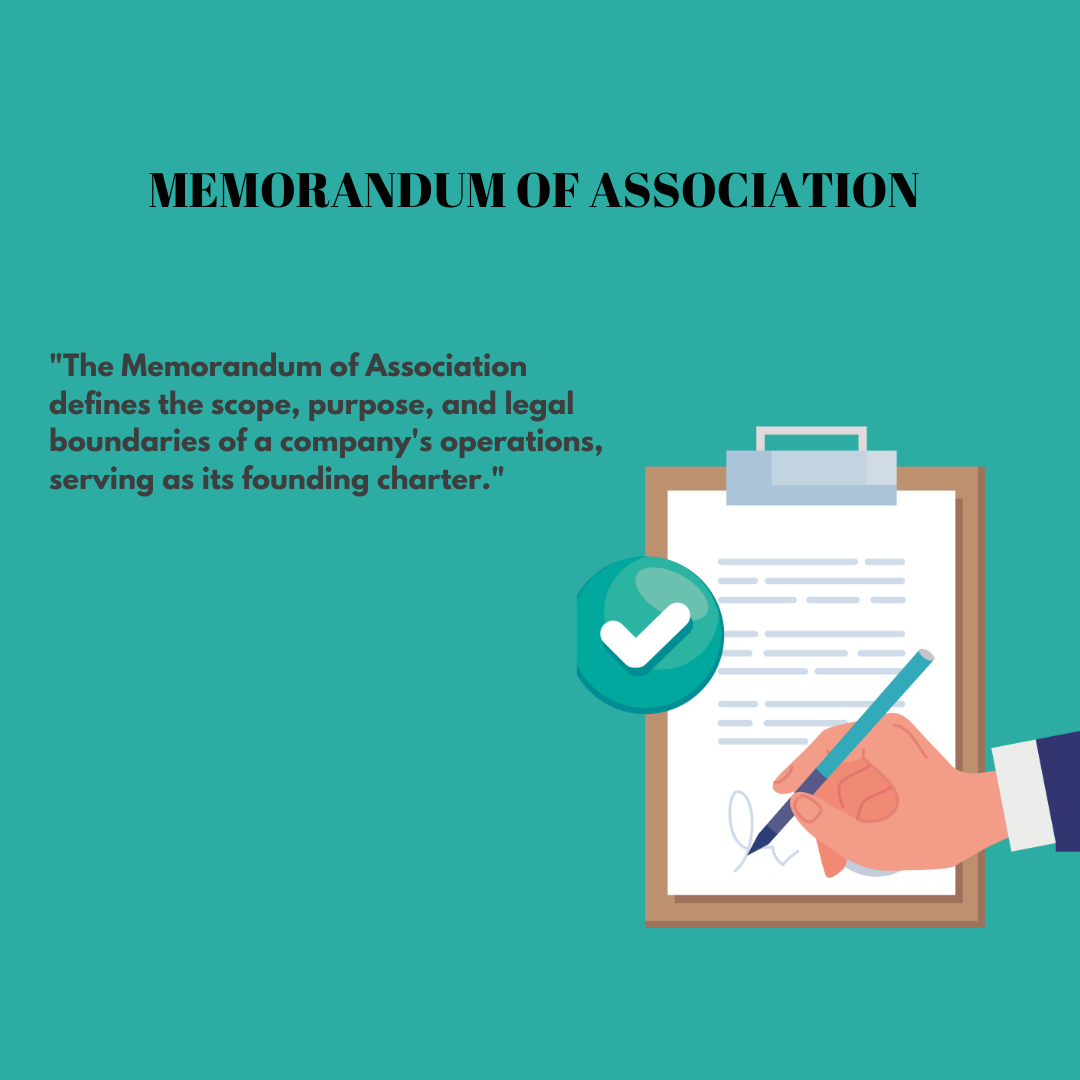 MEMORANDUM OF ASSOCIATION
"The Memorandum of Association
defines the scope, purpose, and legal
boundaries of a company's operations,
serving as its founding charter."